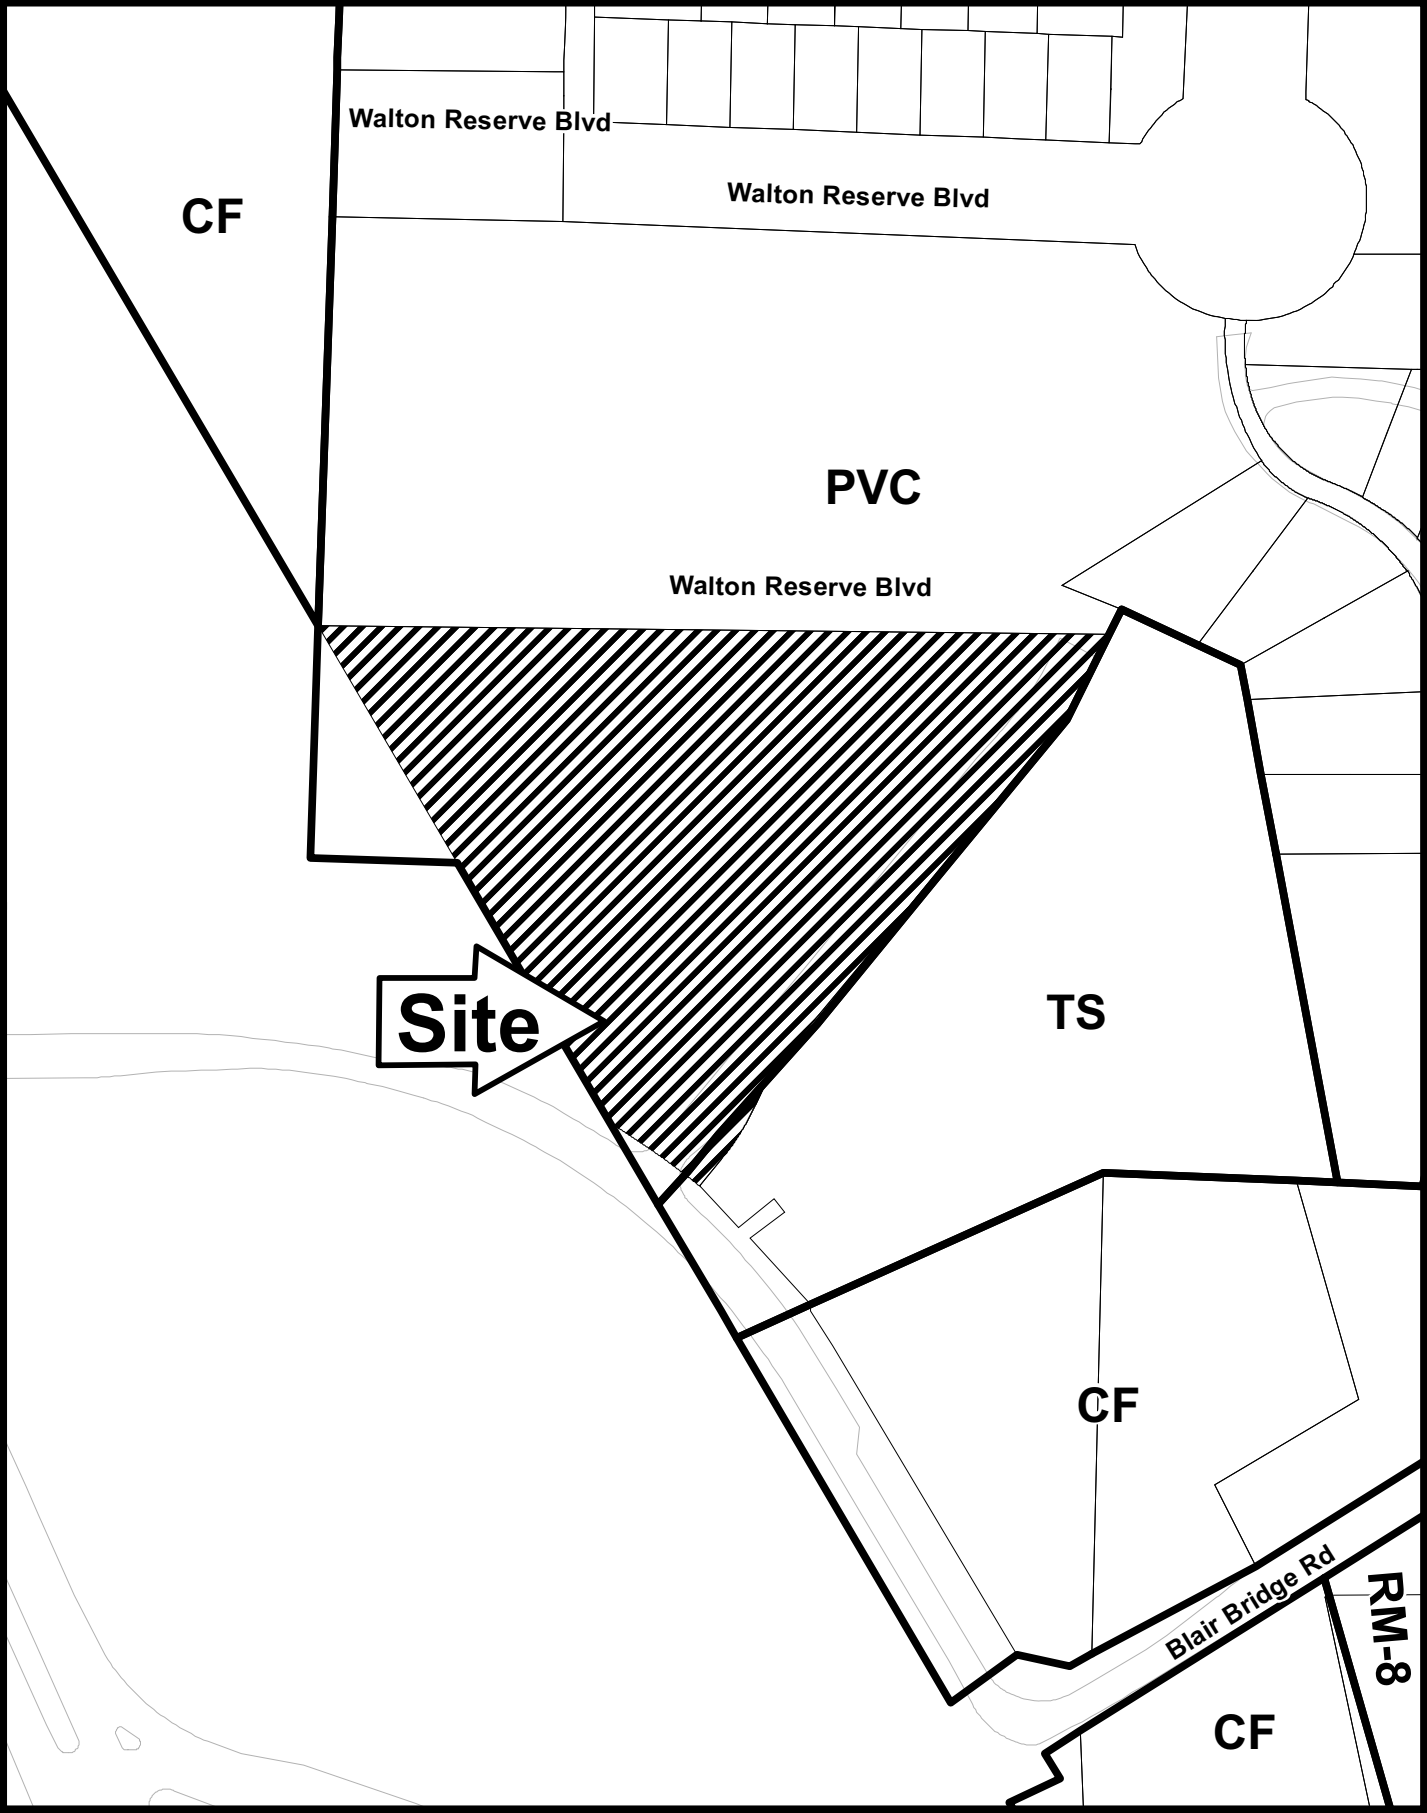 Walton Reserve Blvd
Walton Reserve Blvd
CF
PVC
Walton Reserve Blvd
Site
TS
CF
Blair Bridge Rd
RM-8
CF